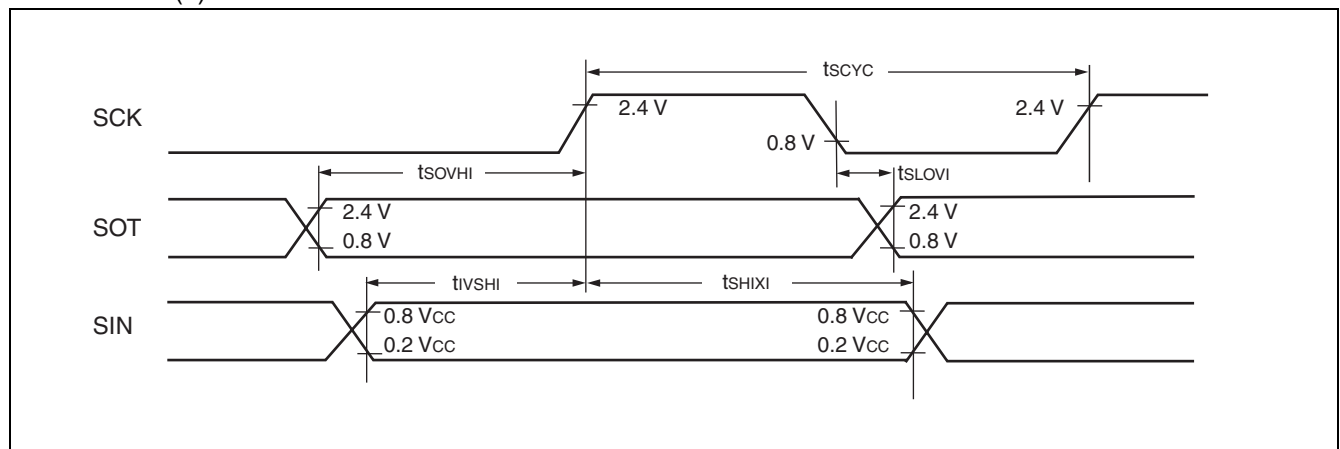 tSCYC
SCK
2.4 V
0.8 V
2.4 V
tSOVHI
tSLOVI
SOT
2.4 V
0.8 V
2.4 V
0.8 V
tIVSHI
tSHIXI
SIN
0.8 VCC
0.2 VCC
0.8 VCC
0.2 VCC